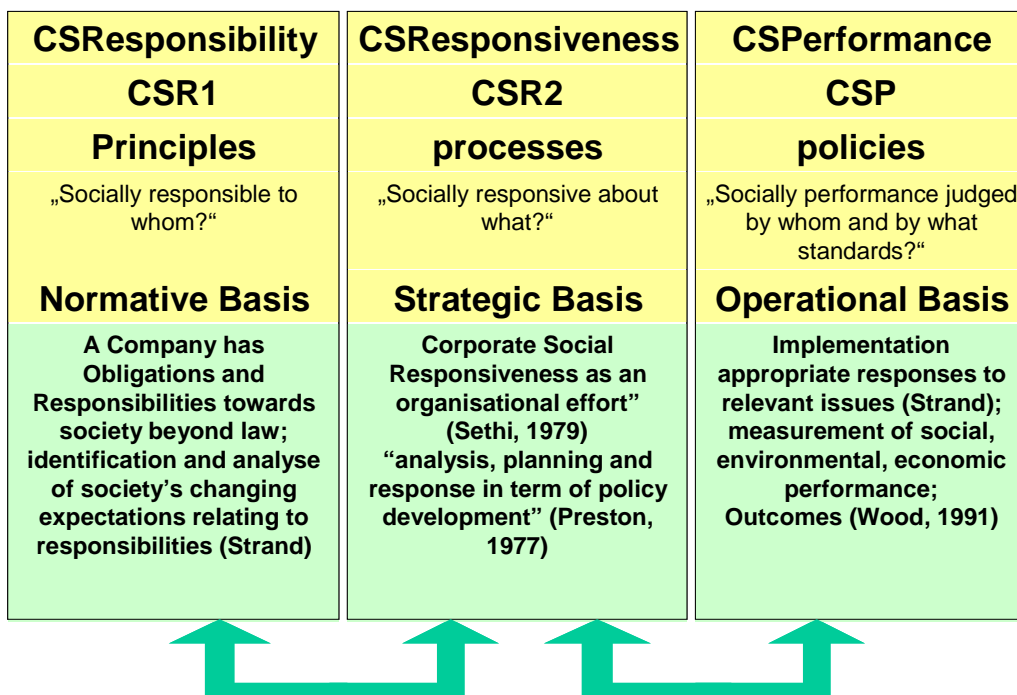 CSResponsibility
CSR1
Principles
„Socially responsible to
whom?“
Normative Basis
A Company has
Obligations and
Responsibilities towards
society beyond law;
identification and analyse
of society’s changing
expectations relating to
responsibilities (Strand)
CSResponsiveness
CSR2
processes
„Socially responsive about
what?“
Strategic Basis
Corporate Social
Responsiveness as an
organisational effort”
(Sethi, 1979)
“analysis, planning and
response in term of policy
development” (Preston,
1977)
CSPerformance
CSP
policies
„Socially performance judged
by whom and by what
standards?“
Operational Basis
Implementation
appropriate responses to
relevant issues (Strand);
measurement of social,
environmental, economic
performance;
Outcomes (Wood, 1991)